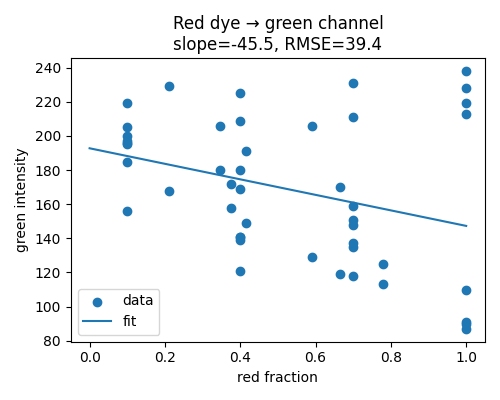 Red dye → green channel
slope=-45.5, RMSE=39.4
240
220
200
180
160
140
120
100
80
green intensity
data
fit
0.0 0.2 0.4 0.6 0.8 1.0
red fraction